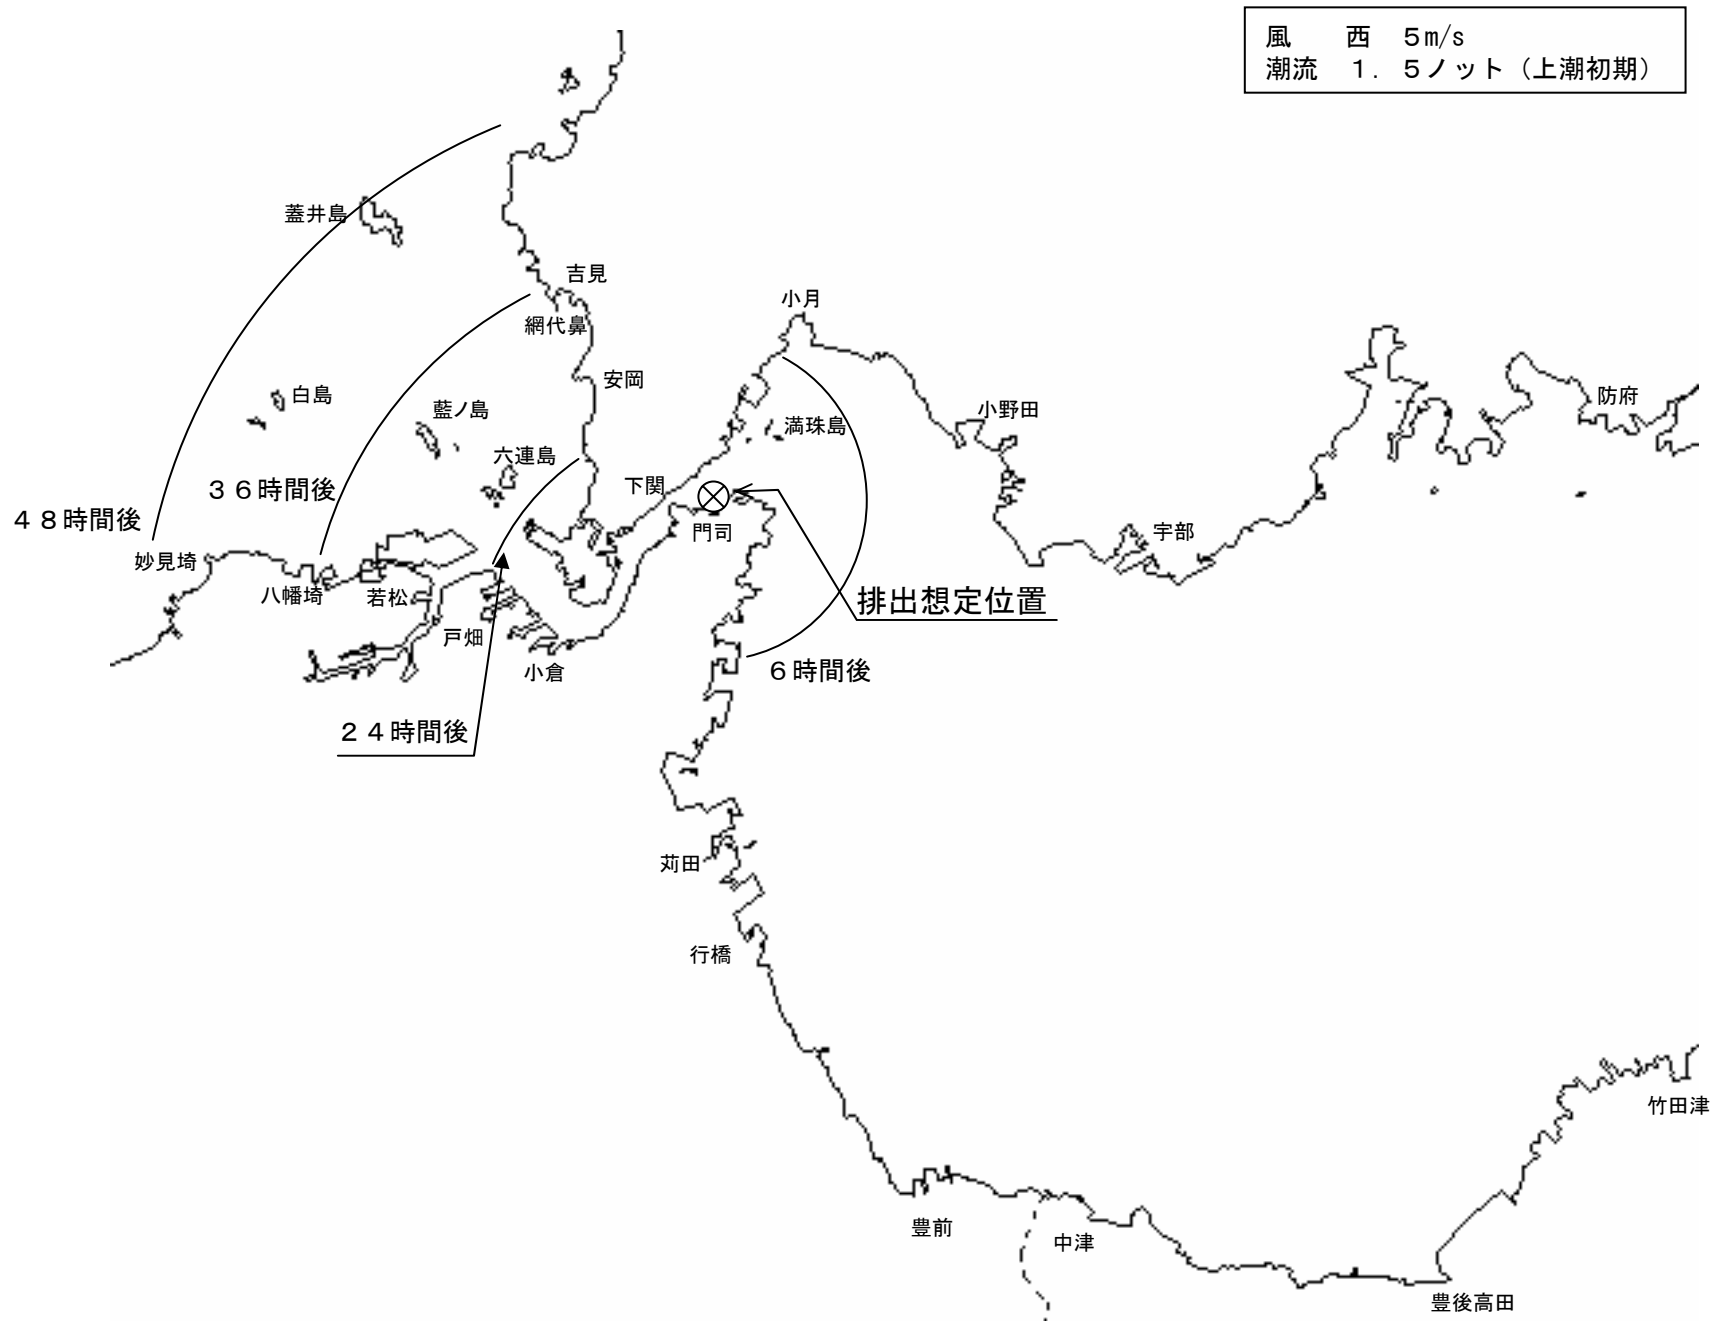 風　　西　５m/s
潮流　１．５ノット（上潮初期）
蓋井島
吉見
小月
網代鼻
安岡
白島
藍ノ島
満珠島
小野田
防府
六連島
３６時間後
下関
４８時間後
門司
宇部
妙見埼
八幡埼
若松
排出想定位置
戸畑
小倉
６時間後
２４時間後
苅田
行橋
竹田津
豊前
中津
豊後高田